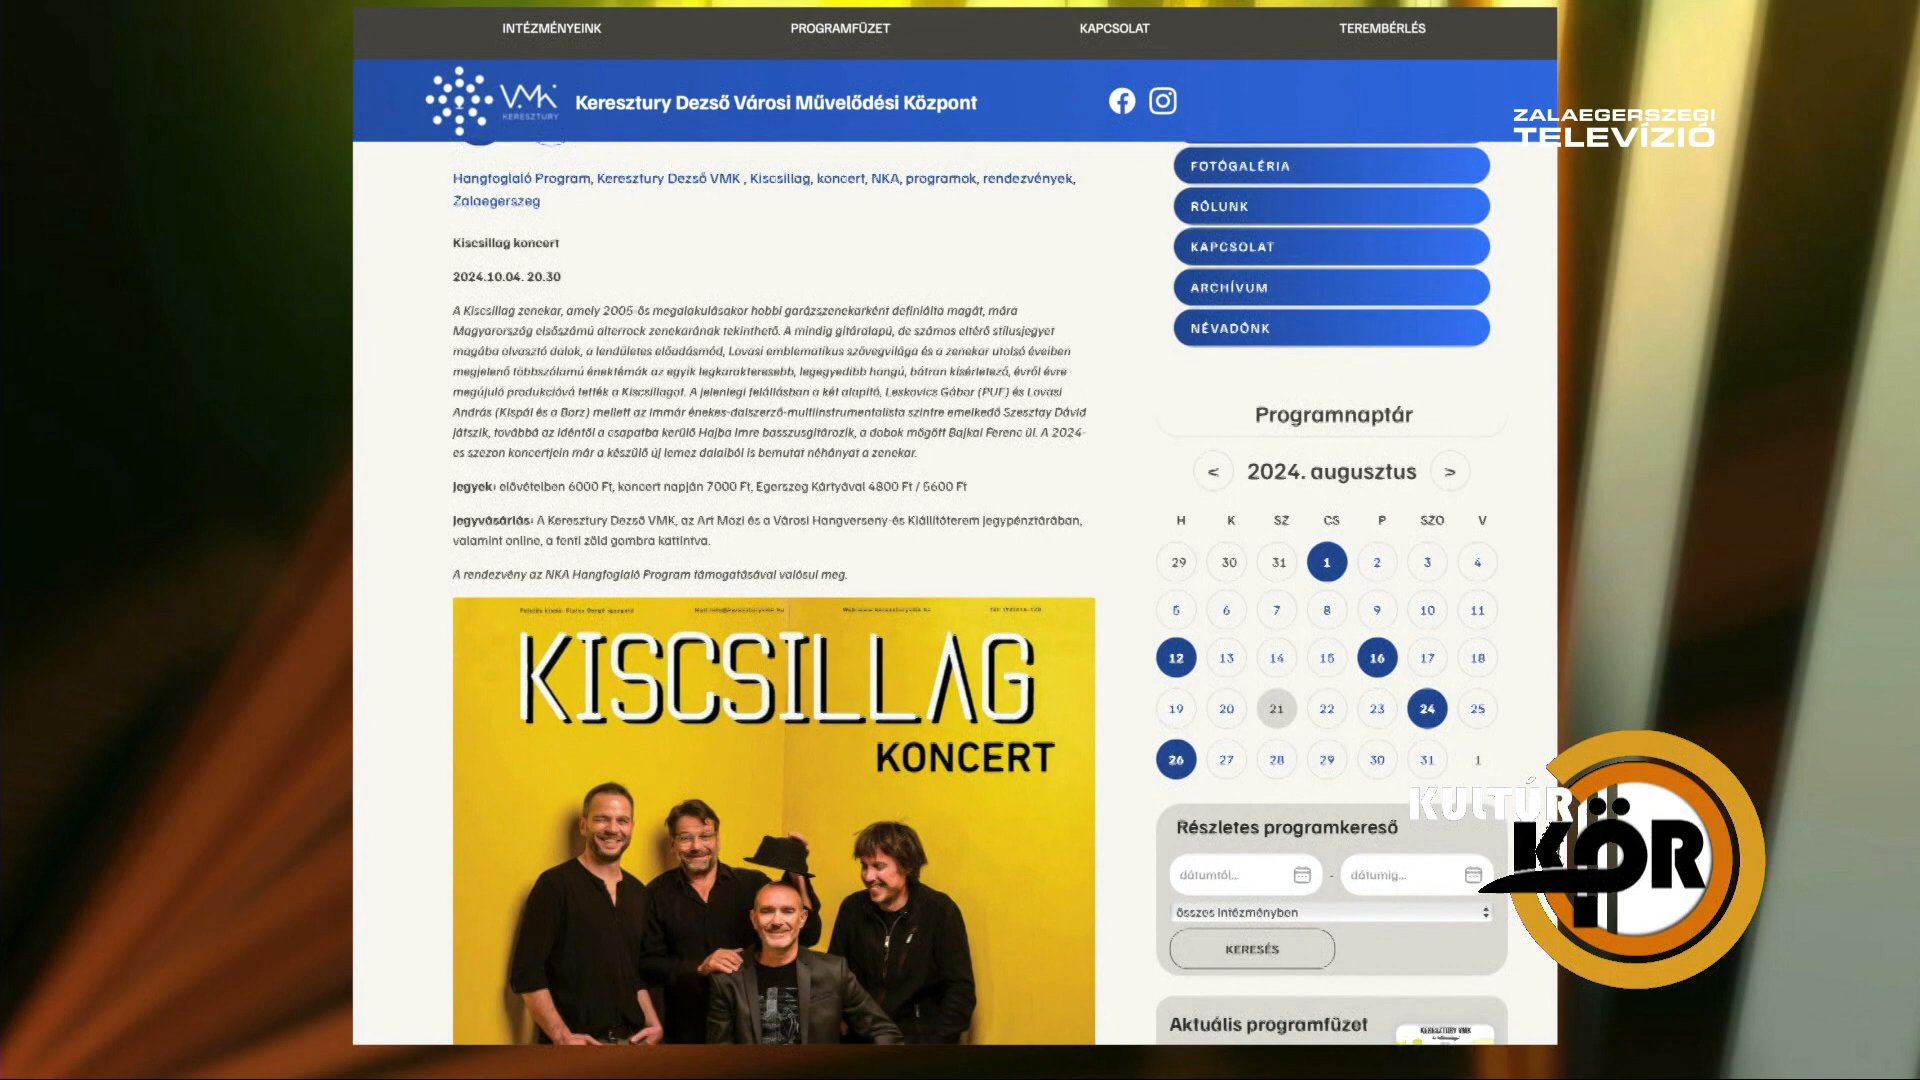 INTÉZMÉNYEINK
PROGRAMFÜZET
KAPCSOLAT
TEREMBÉRLÉS
VMK
KERESZTURY
Keresztury Dezső Városi Művelődési Központ
ZALAEGERSZEGI
TELEVÍZIÓ
Hangfoglaló Program, Keresztury Dezső VMK , Kiscsillag, koncert, NKA, programok, rendezvények,
Zalaegerszeg
Kiscsillag koncert
2024.10.04. 20.30
A Kiscsillag zenekar, amely 2005-ös megalakulásakor hobbi garázszenekarként definiálta magát, mára
Magyarország elsőszámú alterrock zenekarának tekinthető. A mindig gitáralapú, de számos eltérő stílusjegyet
magába olvasztó dalok, a lendületes előadásmód, Lovasi emblematikus szövegvilága és a zenekar utolsó éveiben
megjelenő többszólamú énektémák az egyik legkarakteresebb, legegyedibb hangú, bátran kísérletező, évről évre
megújuló produkcióvá tették a Kiscsillagot. A jelenlegi felállásban a két alapító, Leskovics Gábor (PUF) és Lovasi
András (Kispál és a Borz) mellett az immár énekes-dalszerző-multiinstrumentalista szintre emelkedő Szesztay Dávid
játszik, továbbá az idéntől a csapatba kerülő Hajba Imre basszusgitározik, a dobok mögött Bajkai Ferenc ül. A 2024-
es szezon koncertjein már a készülő új lemez dalaiból is bemutat néhányat a zenekar.
Jegyek: elővételben 6000 Ft, koncert napján 7000 Ft, Egerszeg Kártyával 4800 Ft / 5600 Ft
Jegyvásárlás: A Keresztury Dezső VMK, az Art Mozi és a Városi Hangverseny-és Kiállítóterem jegypénztárában,
valamint online, a fenti zöld gombra kattintva.
A rendezvény az NKA Hangfoglaló Program támogatásával valósul meg.
KISCSILLAG
KONCERT
FOTÓGALÉRIA
RÓLUNK
KAPCSOLAT
ARCHÍVUM
NÉVADÓNK
Programnaptár
< 2024. augusztus >
H K SZ CS P SZO V
29 30 31 1 2 3 4
5 6 7 8 9 10 11
12 13 14 15 16 17 18
19 20 21 22 23 24 25
26 27 28 29 30 31 1
Részletes programkereső
dátumtól... - dátumig...
összes intézményben
KERESÉS
Aktuális programfüzet
KERESZTURY VMK
KULTÚR
KÖR